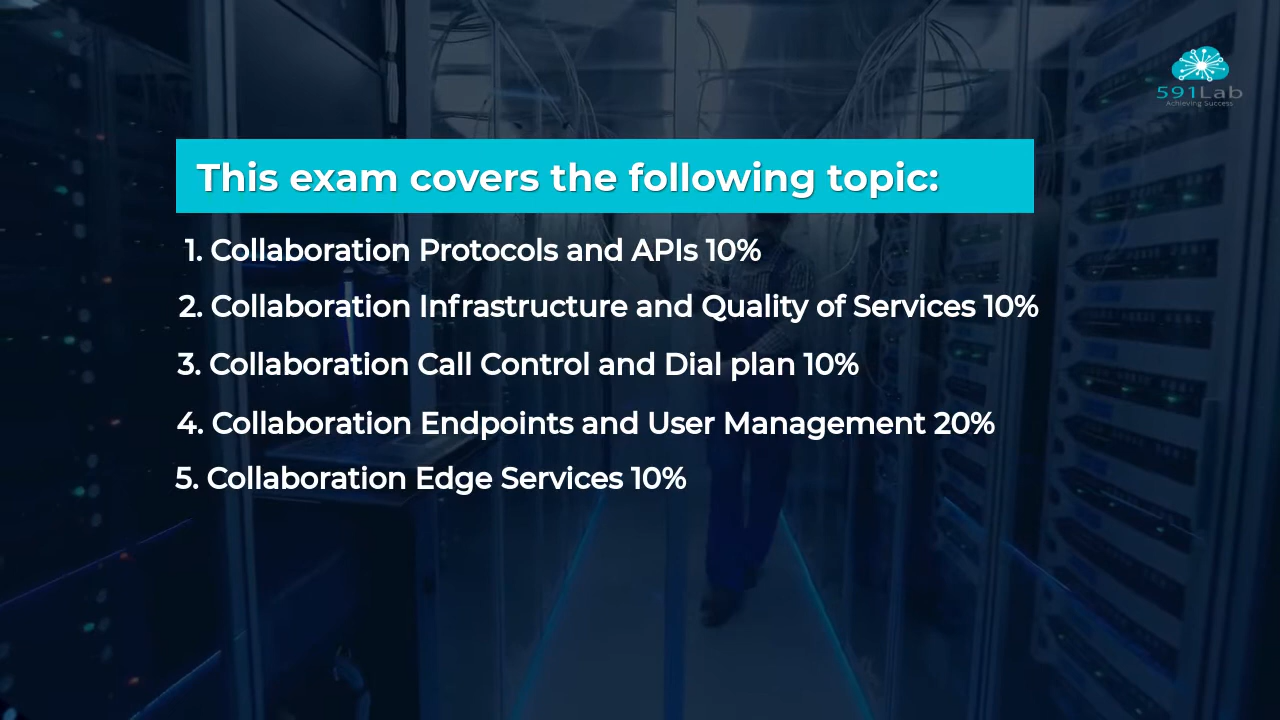 591Lab
Achieving Success
This exam covers the following topic:
1. Collaboration Protocols and APIs 10%
2. Collaboration Infrastructure and Quality of Services 10%
3. Collaboration Call Control and Dial plan 10%
4. Collaboration Endpoints and User Management 20%
5. Collaboration Edge Services 10%